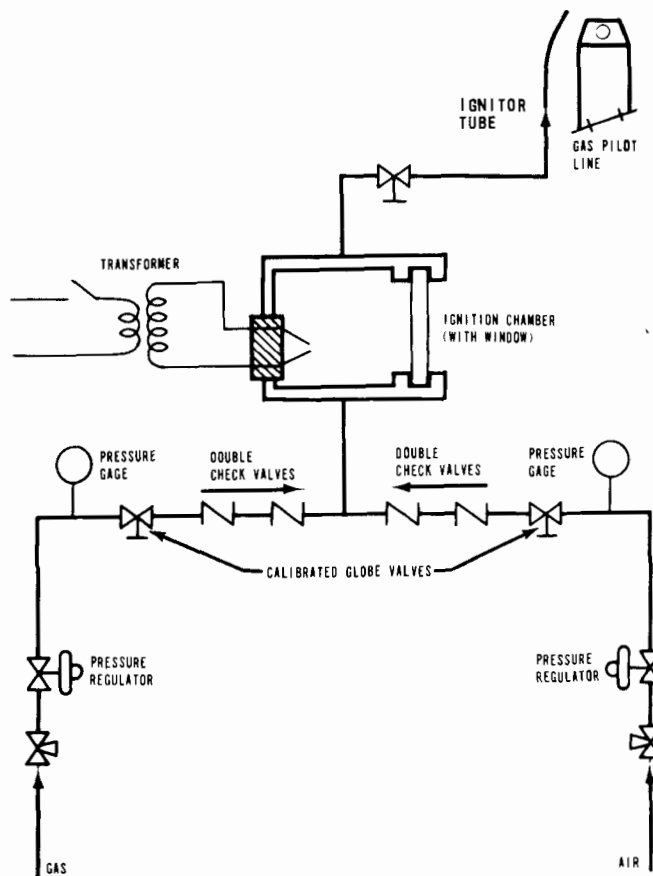 IGNITOR
TUBE
GAS PILOT
LINE
TRANSFORMER
IGNITION CHAMBER
(WITH WINDOW)
PRESSURE
GAGE
DOUBLE
CHECK VALVES
DOUBLE
CHECK VALVES
PRESSURE
GAGE
CALIBRATED GLOBE VALVES
PRESSURE
REGULATOR
PRESSURE
REGULATOR
GAS
AIR